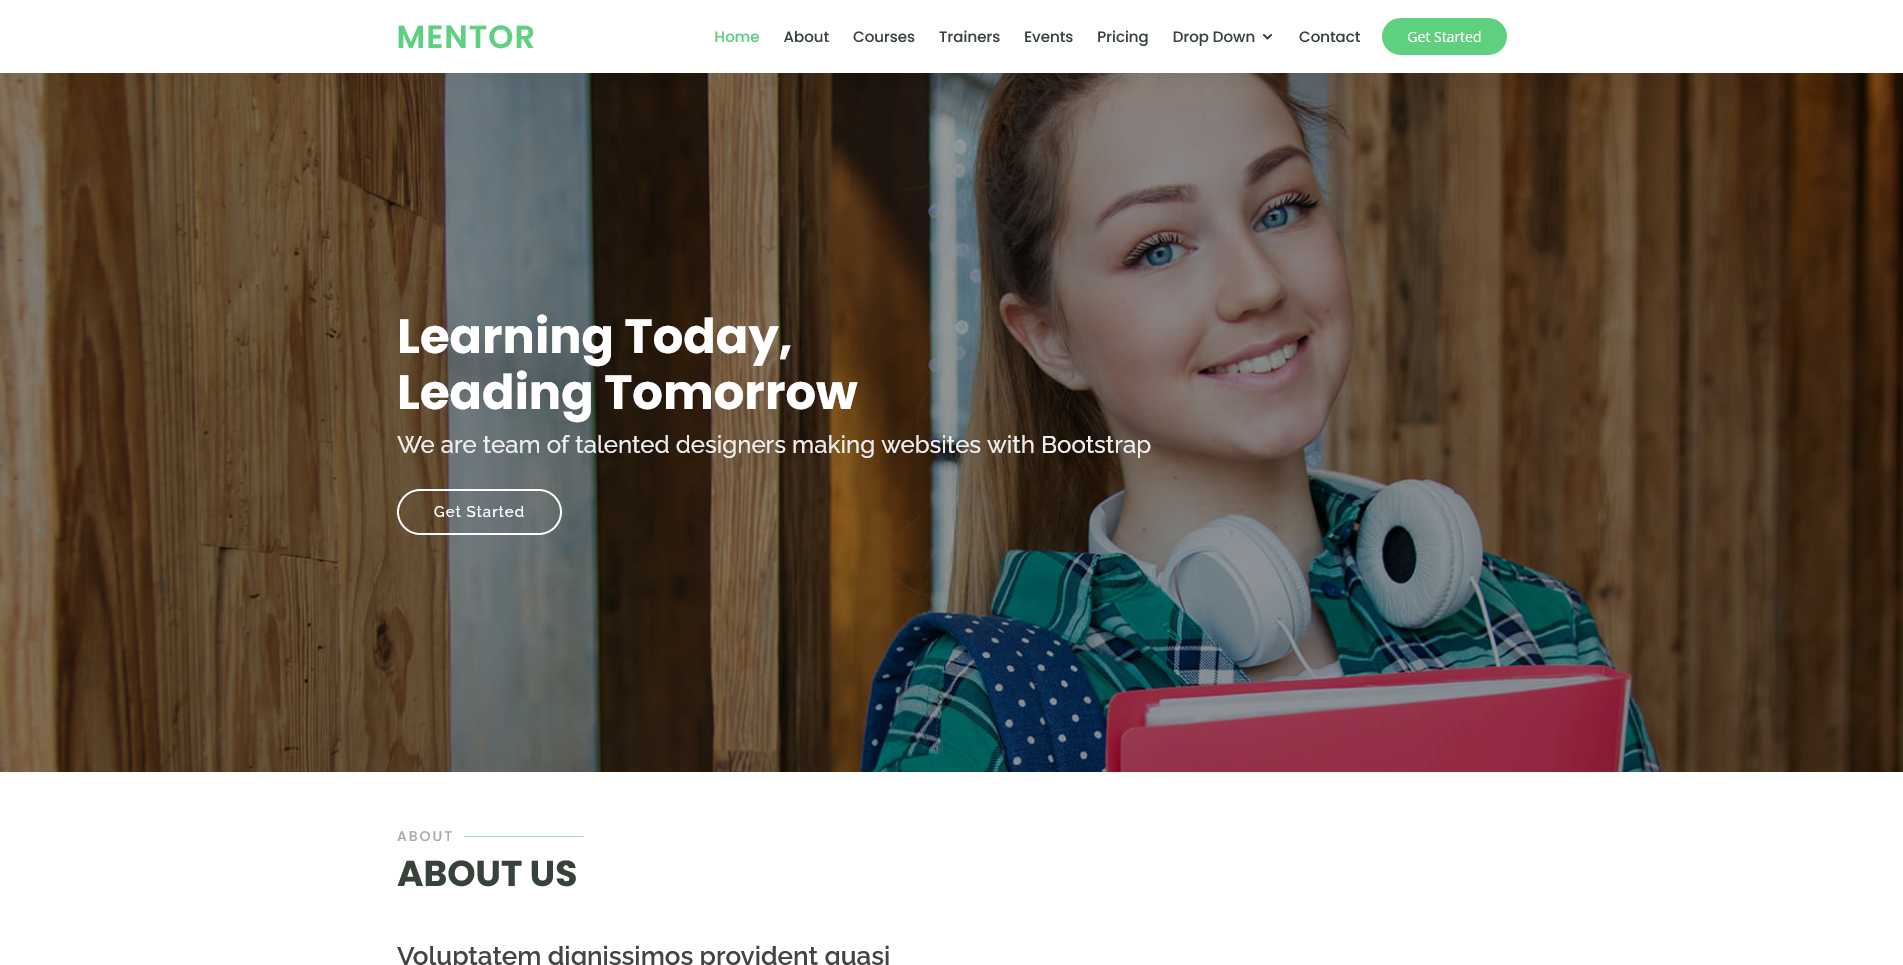 MENTOR
Home About Courses Trainers Events Pricing Drop Down Contact Get Started
Learning Today,
Leading Tomorrow
We are team of talented designers making websites with Bootstrap
Get Started
ABOUT
ABOUT US
Voluptatem dignissimos provident quasi